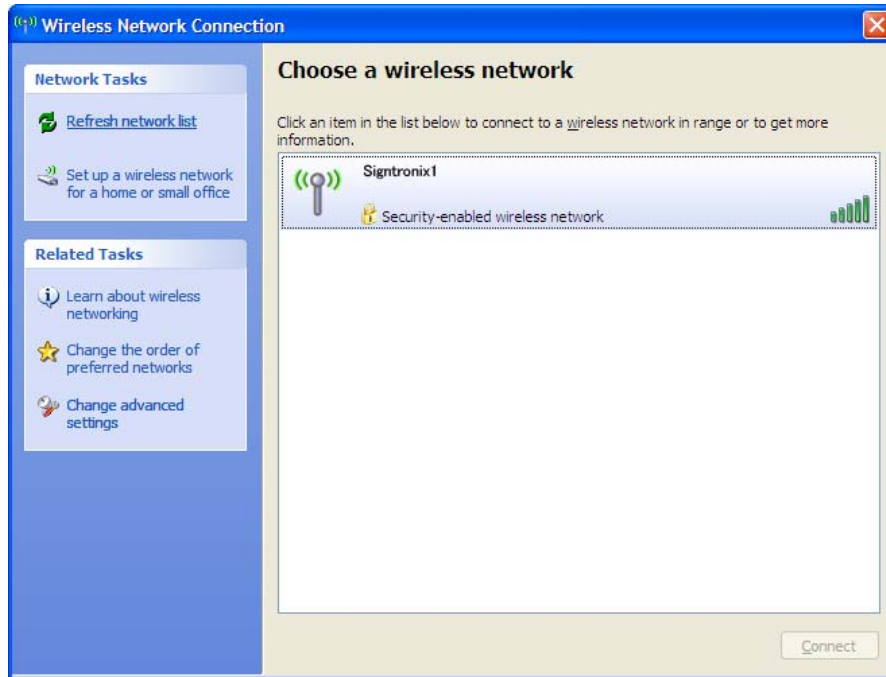 Wireless Network Connection
Network Tasks
Refresh network list
Set up a wireless network
for a home or small office
Related Tasks
Learn about wireless
networking
Change the order of
preferred networks
Change advanced
settings
Choose a wireless network
Click an item in the list below to connect to a wireless network in range or to get more
information.
Signtronix1
Security-enabled wireless network
Connect